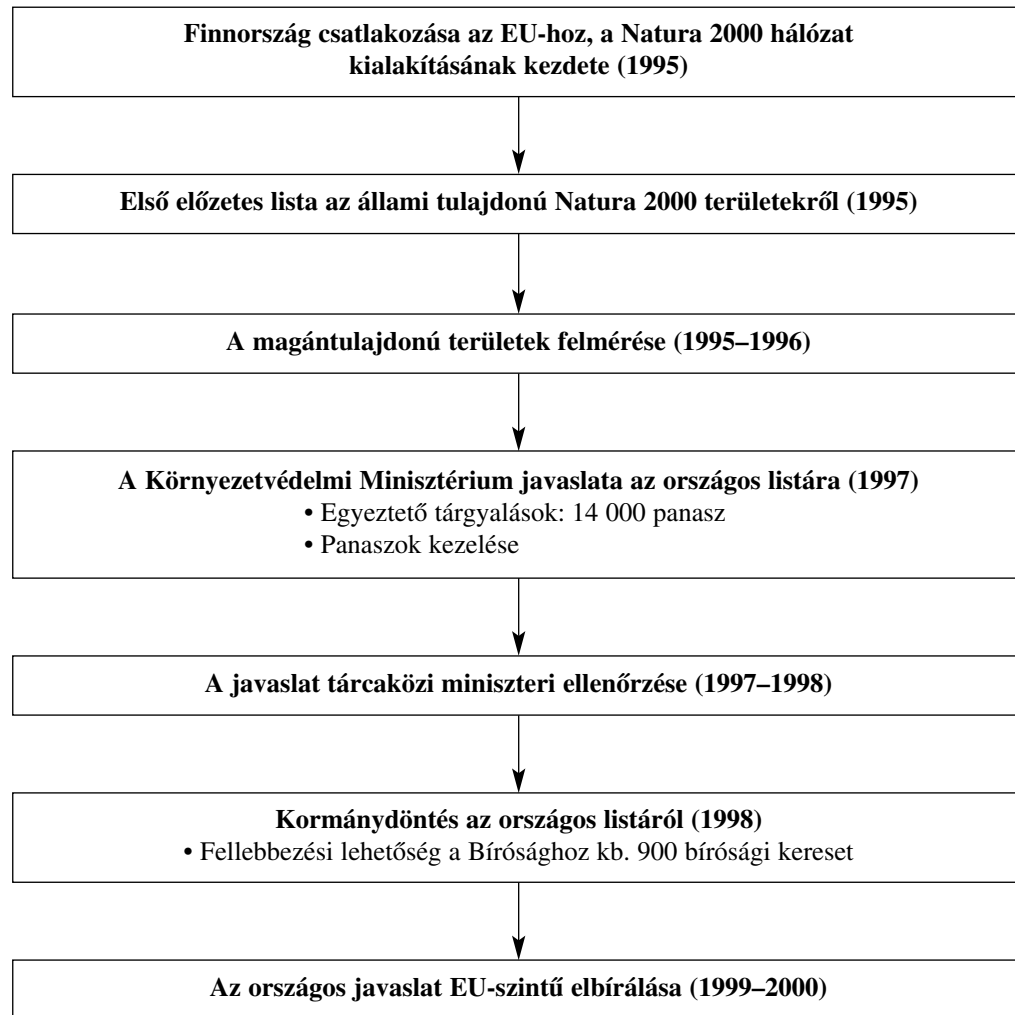 Finnország csatlakozása az EU-hoz, a Natura 2000 hálózat
kialakításának kezdete (1995)
Első előzetes lista az állami tulajdonú Natura 2000 területekről (1995)
A magántulajdonú területek felmérése (1995–1996)
A Környezetvédelmi Minisztérium javaslata az országos listára (1997)
• Egyeztető tárgyalások: 14 000 panasz
• Panaszok kezelése
A javaslat tárcaközi miniszteri ellenőrzése (1997–1998)
Kormánydöntés az országos listáról (1998)
• Fellebbezési lehetőség a Bírósághoz kb. 900 bírósági kereset
Az országos javaslat EU-szintű elbírálása (1999–2000)